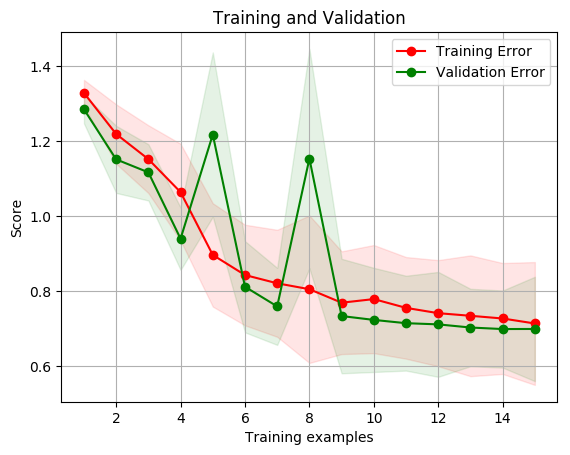 Training and Validation
Training Error
Validation Error
1.4
1.2
1.0
0.8
0.6
Score
2 4 6 8 10 12 14
Training examples